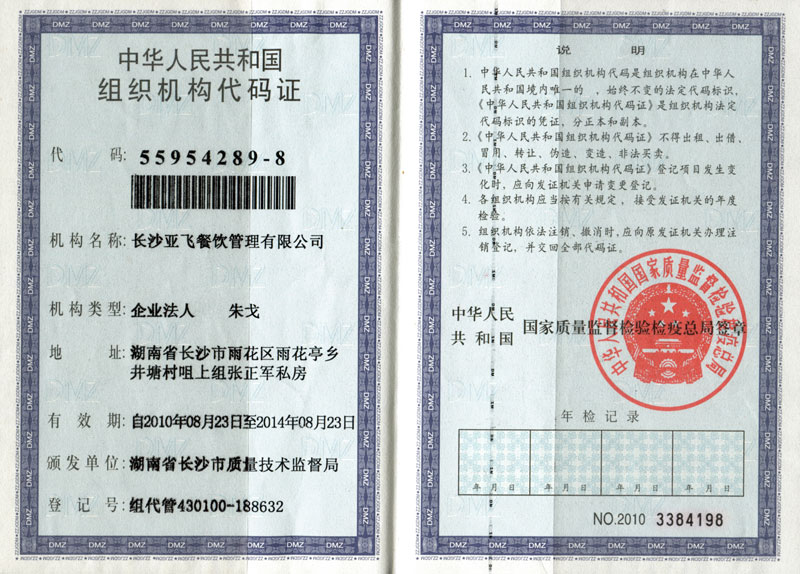 中华人民共和国
组织机构代码证
代 码: 55954289-8
机构名称: 长沙亚飞餐饮管理有限公司
机构类型: 企业法人 朱戈
地 址: 湖南省长沙市雨花区雨花亭乡
井塘村咀上组张正军私房
有 效 期: 自2010年08月23日至2014年08月23日
颁发单位: 湖南省长沙市质量技术监督局
登 记 号: 组代管430100-188632
说 明
1. 中华人民共和国组织机构代码是组织机构在中华人
民共和国境内唯一的 ，始终不变的法定代码标识，
《中华人民共和国组织机构代码证》是组织机构法定
代码标识的凭证，分正本和副本。
2. 《中华人民共和国组织机构代码证》不得出租、出借、
冒用、转让、伪造、变造、非法买卖。
3. 《中华人民共和国组织机构代码证》登记项目发生变
化时，应向发证机关申请变更登记。
4. 各组织机构应当按有关规定，接受发证机关的年度
检验。
5. 组织机构依法注销、撤消时，应向原发证机关办理注
销登记，并交回全部代码证。
中华人民共和国国家质量监督检验检疫总局
中华人民
共和国 国家质量监督检验检疫总局签章
年检记录
年 月 日 年 月 日 年 月 日 年 月 日
NO.2010 3384198